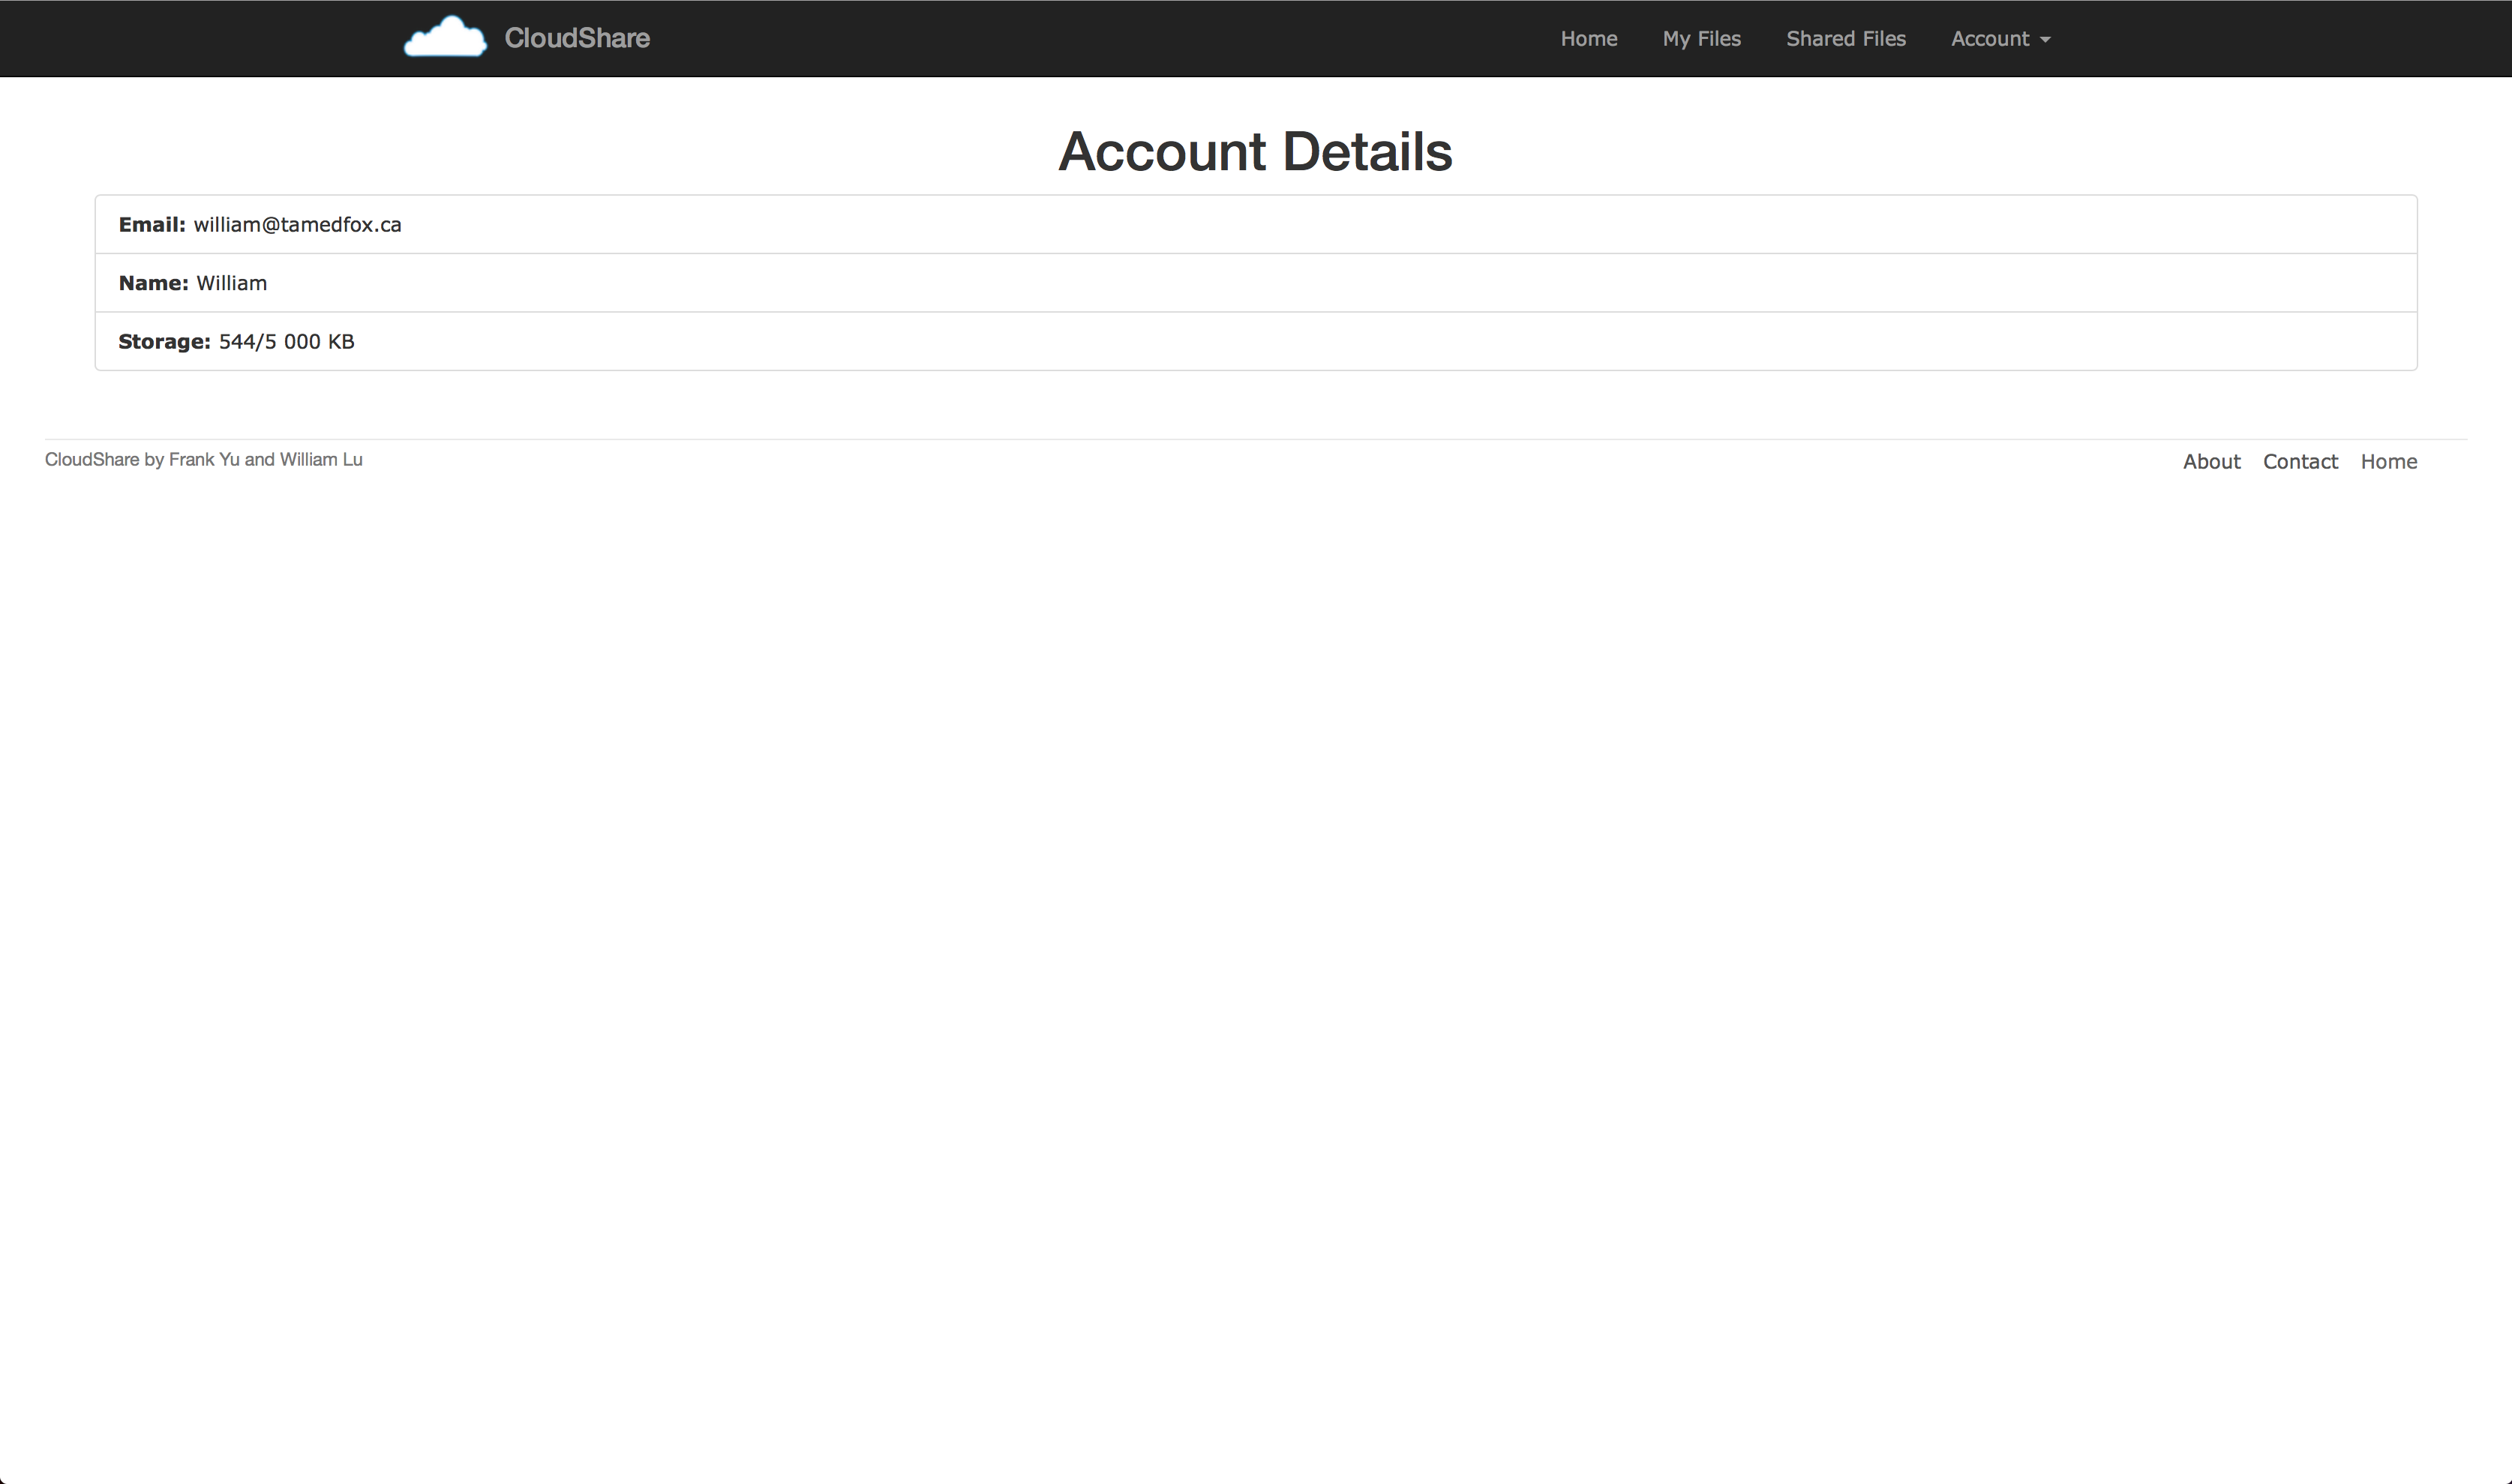 CloudShare Home My Files Shared Files Account
Account Details
Email: william@tamedfox.ca
Name: William
Storage: 544/5 000 KB
CloudShare by Frank Yu and William Lu About Contact Home